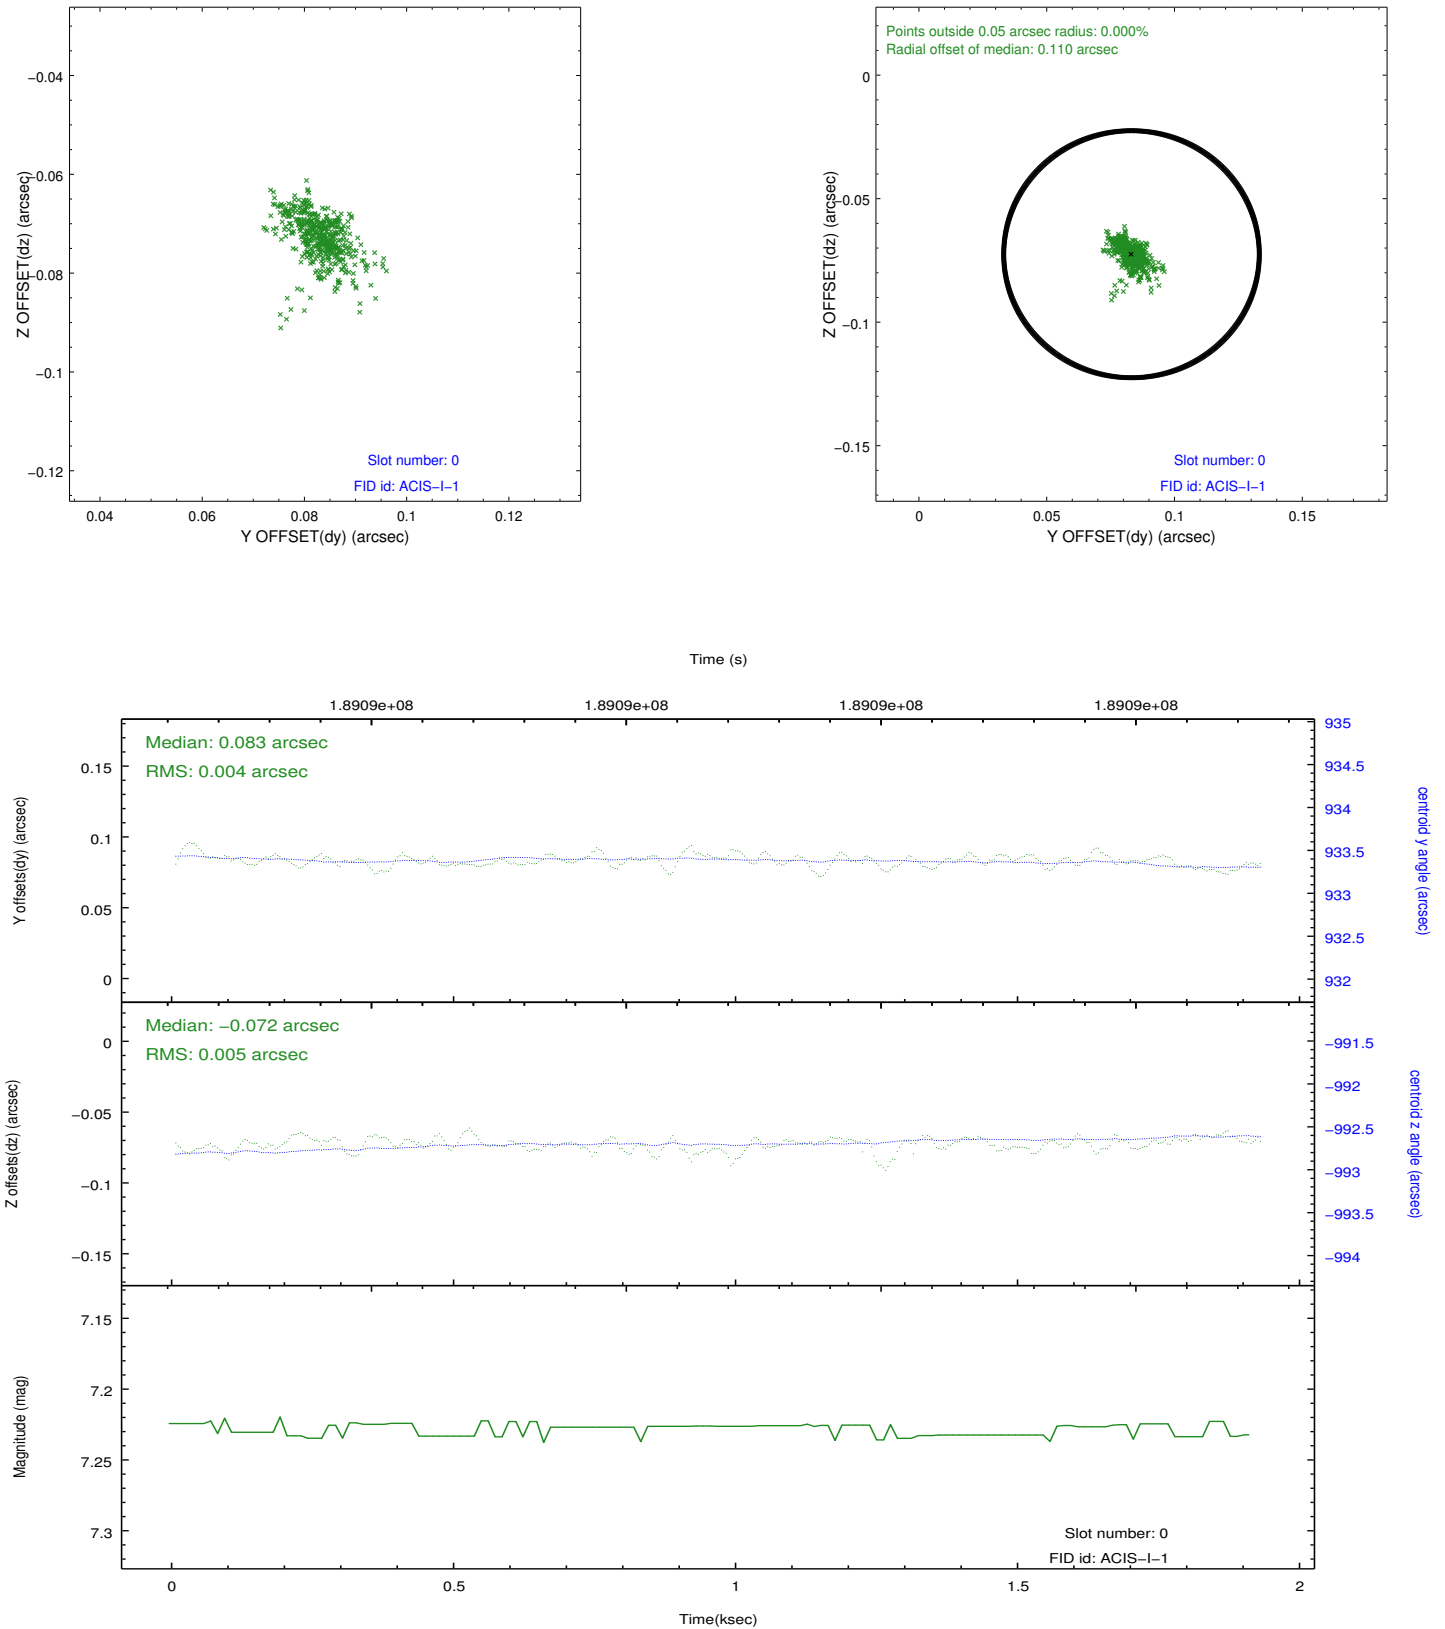 −0.04
−0.06
−0.08
−0.1
−0.12
Z OFFSET(dz) (arcsec)
Slot number: 0
FID id: ACIS−I−1
0.04
0.06
0.08
0.1
0.12
Y OFFSET(dy) (arcsec)
Points outside 0.05 arcsec radius: 0.000%
Radial offset of median: 0.110 arcsec
0
−0.05
−0.1
−0.15
Z OFFSET(dz) (arcsec)
Slot number: 0
FID id: ACIS−I−1
0
0.05
0.1
0.15
Y OFFSET(dy) (arcsec)
Time (s)
1.8909e+08
1.8909e+08
1.8909e+08
1.8909e+08
Median: 0.083 arcsec
RMS: 0.004 arcsec
0.15
0.1
0.05
0
Y offsets(dy) (arcsec)
935
934.5
934
933.5
933
932.5
932
centroid y angle (arcsec)
Median: −0.072 arcsec
RMS: 0.005 arcsec
0
−0.05
−0.1
−0.15
Z offsets(dz) (arcsec)
−991.5
−992
−992.5
−993
−993.5
−994
centroid z angle (arcsec)
7.15
7.2
7.25
7.3
Magnitude (mag)
Slot number: 0
FID id: ACIS−I−1
0
0.5
1
1.5
2
Time(ksec)